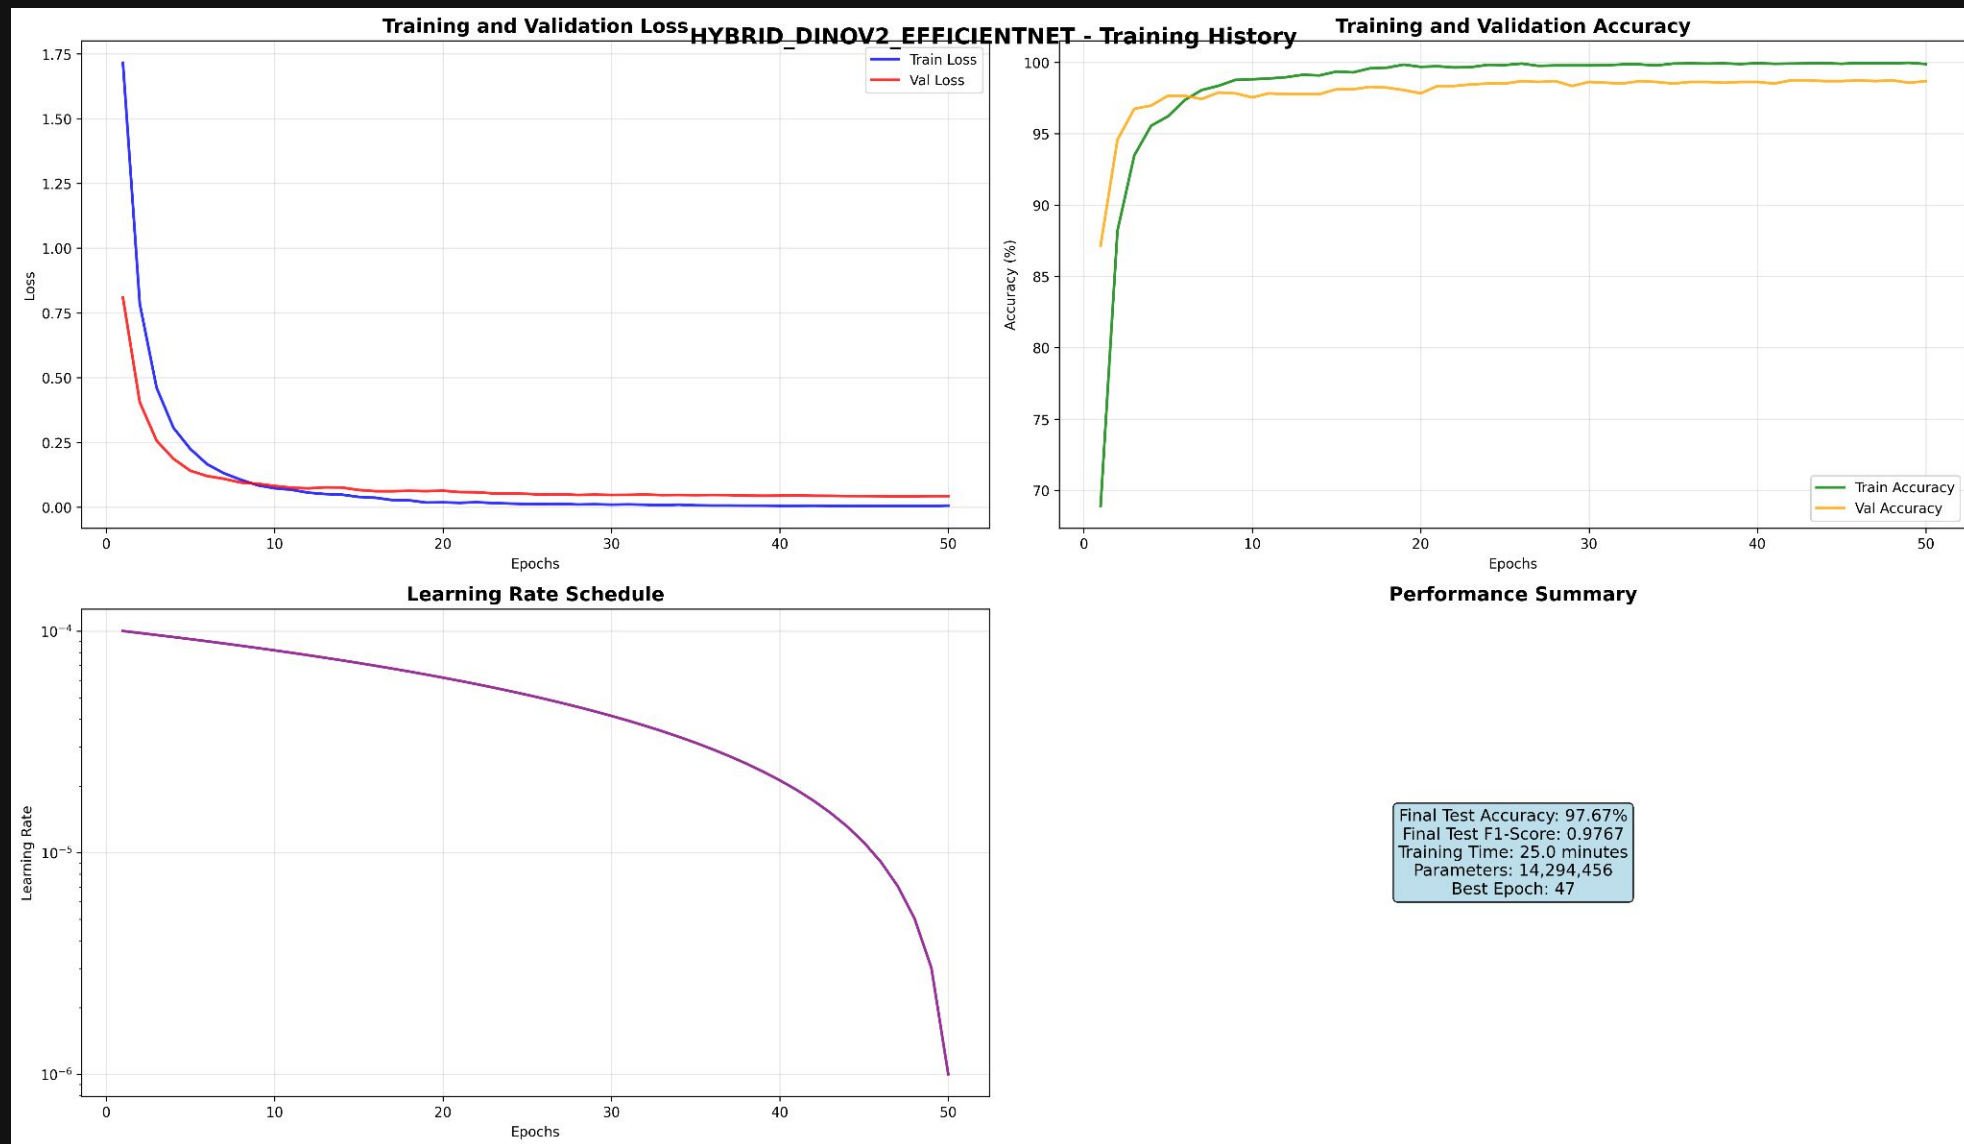 HYBRID_DINOV2_EFFICIENTNET - Training History
Training and Validation Loss
1.75
1.50
1.25
1.00
0.75
0.50
0.25
0.00
Loss
Train Loss
Val Loss
0 10 20 30 40 50
Epochs
Training and Validation Accuracy
100
95
90
85
80
75
70
Accuracy (%)
Train Accuracy
Val Accuracy
0 10 20 30 40 50
Epochs
Learning Rate Schedule
10⁻⁴
10⁻⁵
10⁻⁶
Learning Rate
0 10 20 30 40 50
Epochs
Performance Summary
Final Test Accuracy: 97.67%
Final Test F1-Score: 0.9767
Training Time: 25.0 minutes
Parameters: 14,294,456
Best Epoch: 47